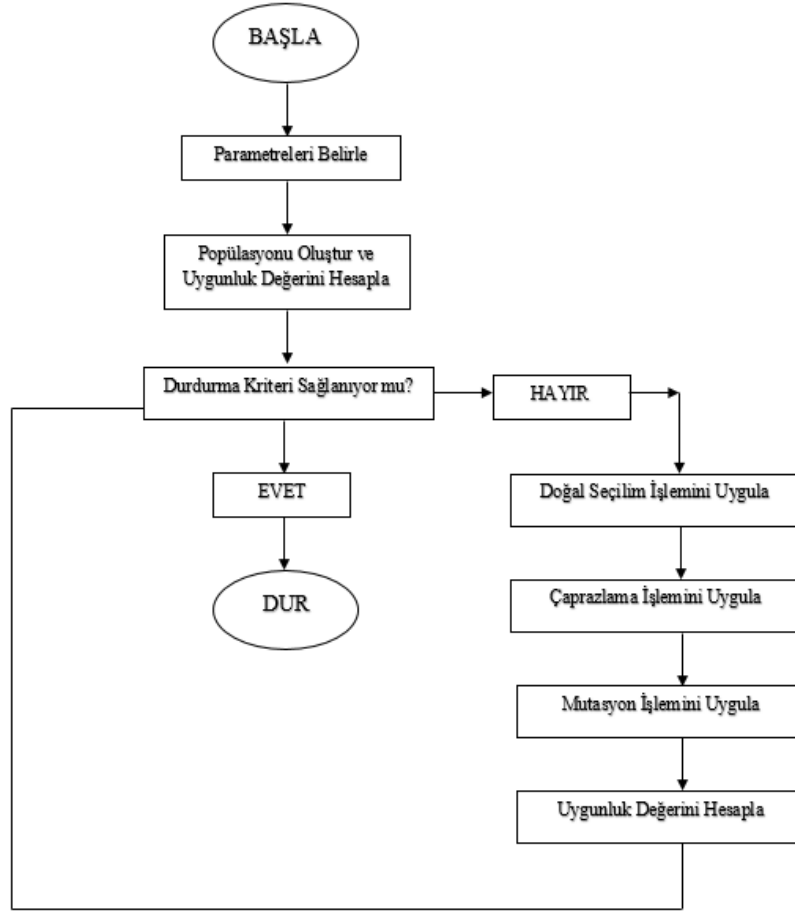 BAŞLA
Parametreleri Belirle
Popülasyonu Oluştur ve
Uygunluk Değerini Hesapla
Durdurma Kriteri Sağlanıyor mu?
HAYIR
EVET
DUR
Doğal Seçilim İşlemini Uygula
Çaprazlama İşlemini Uygula
Mutasyon İşlemini Uygula
Uygunluk Değerini Hesapla